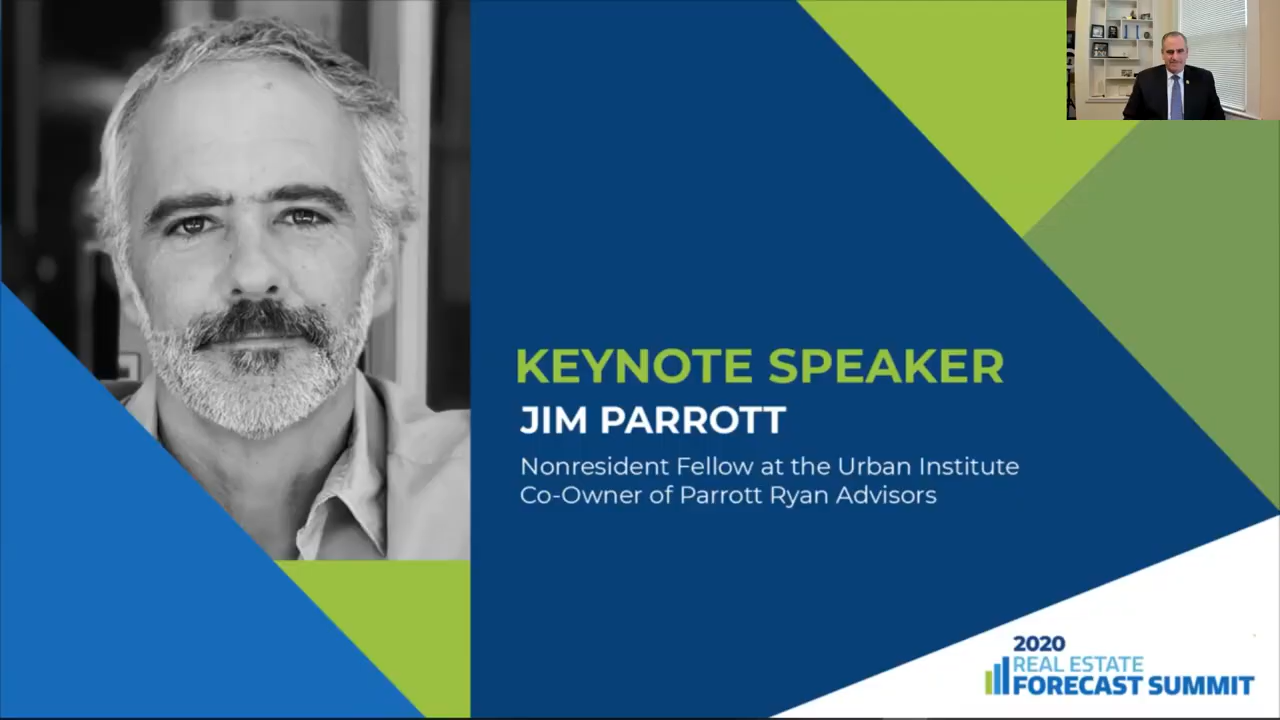 KEYNOTE SPEAKER
JIM PARROTT
Nonresident Fellow at the Urban Institute
Co-Owner of Parrott Ryan Advisors
2020
REAL ESTATE
FORECAST SUMMIT